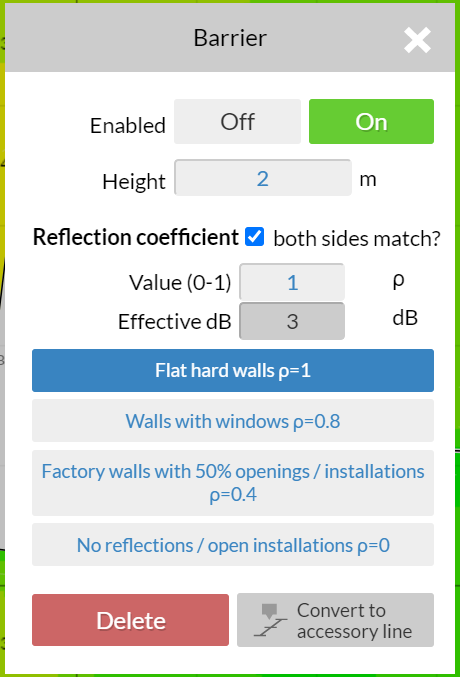 Barrier
Enabled Off On
Height 2 m
Reflection coefficient both sides match?
Value (0-1) 1 ρ
Effective dB 3 dB
Flat hard walls ρ=1
Walls with windows ρ=0.8
Factory walls with 50% openings / installations
ρ=0.4
No reflections / open installations ρ=0
Delete
Convert to
accessory line